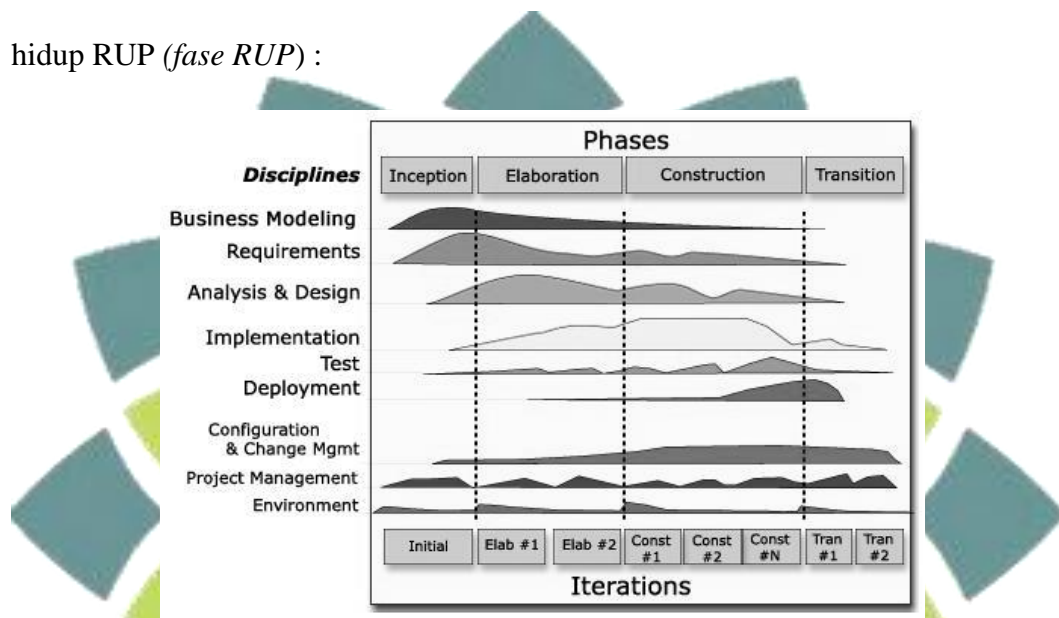 hidup RUP (fase RUP) :
Phases
Disciplines
Inception
Elaboration
Construction
Transition
Business Modeling
Requirements
Analysis & Design
Implementation
Test
Deployment
Configuration
& Change Mgmt
Project Management
Environment
Initial
Elab #1
Elab #2
Const
#1
Const
#2
Const
#N
Tran
#1
Tran
#2
Iterations